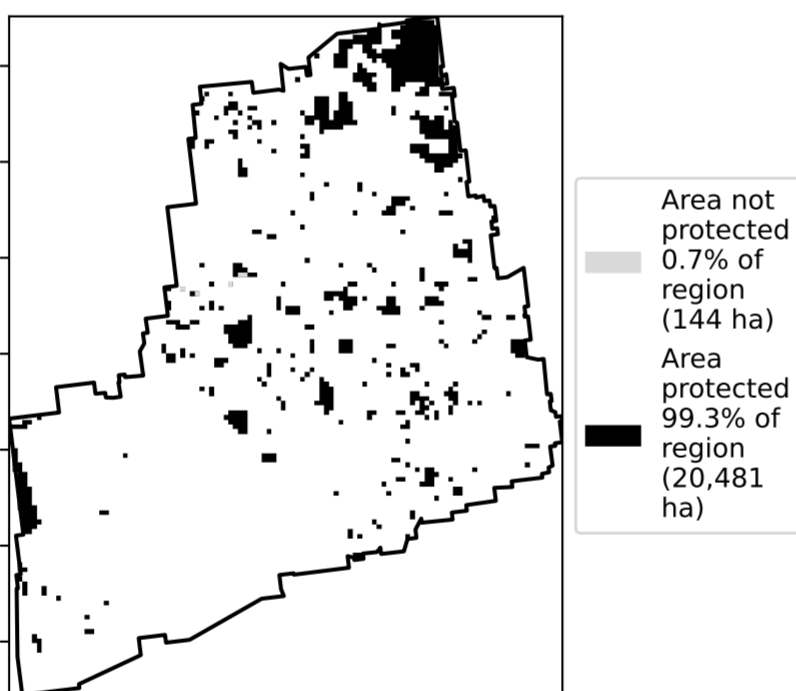 Area not
protected
0.7% of
region
(144 ha)
Area
protected
99.3% of
region
(20,481
ha)